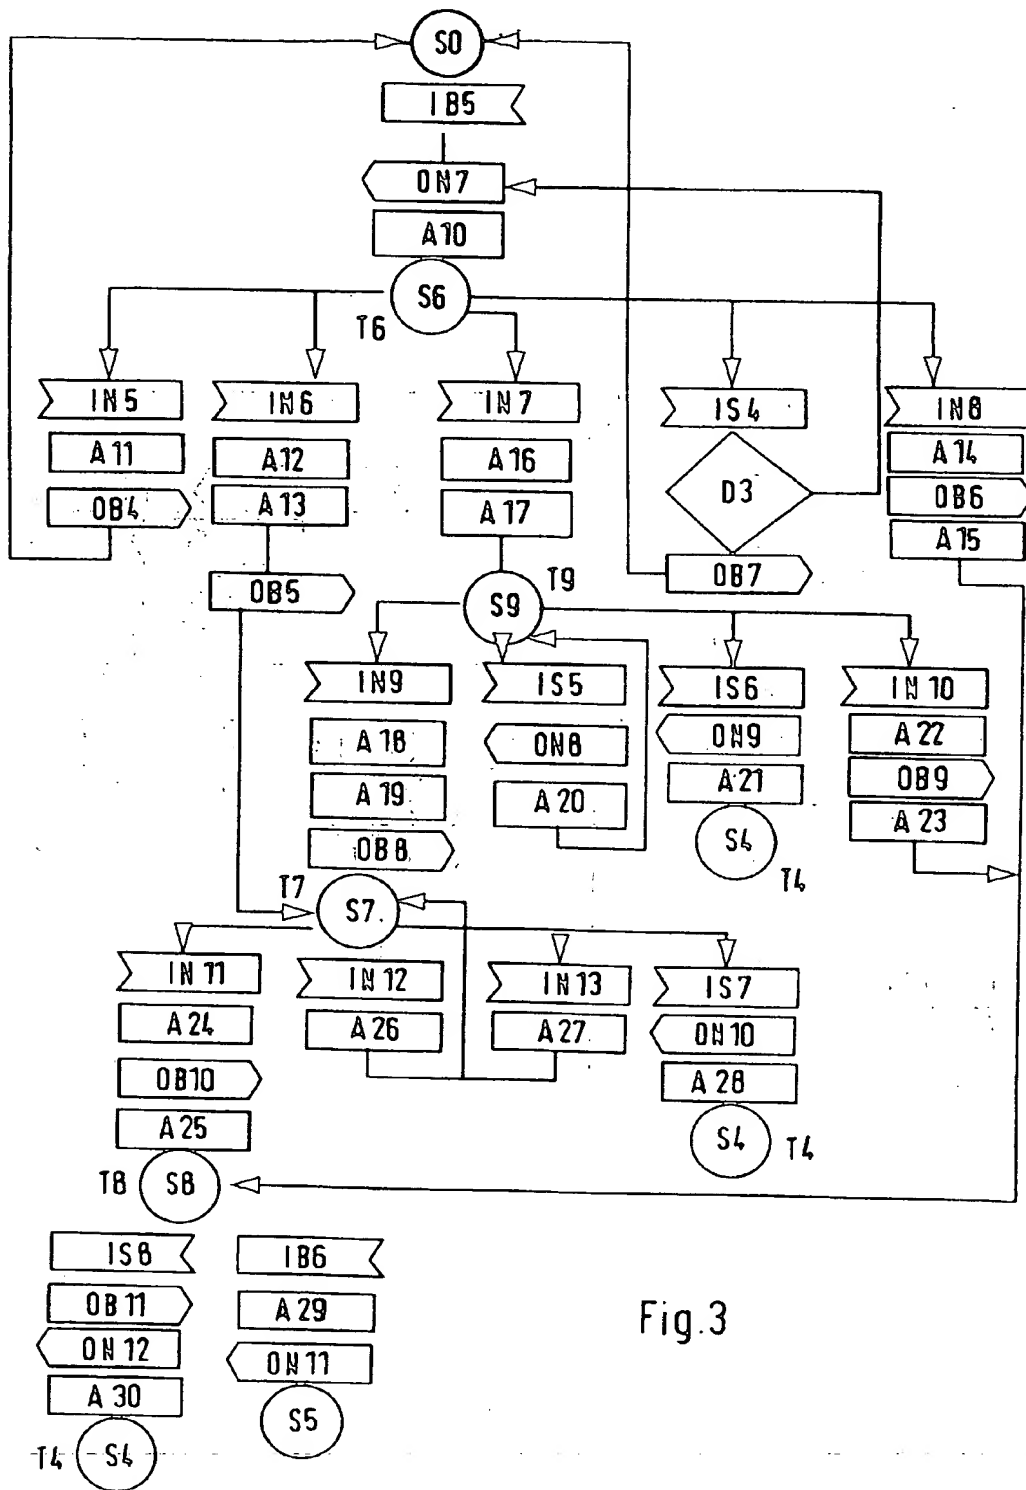 S0
IB5
ON7
A10
S6
T6
IN5
IN6
IN7
IS4
IN8
A11
A12
A16
D3
A14
OB4
A13
A17
OB6
A15
OB5
OB7
S9
T9
IN9
IS5
IS6
IN10
A18
ON8
ON9
A22
A19
A20
A21
OB9
OB8
S4
A23
T4
T7
S7
IN11
IN12
IN13
IS7
A24
A26
A27
ON10
OB10
A28
A25
S4
T4
T8
S8
IS8
IB6
OB11
A29
ON12
ON11
A30
S5
T4
S4
Fig.3